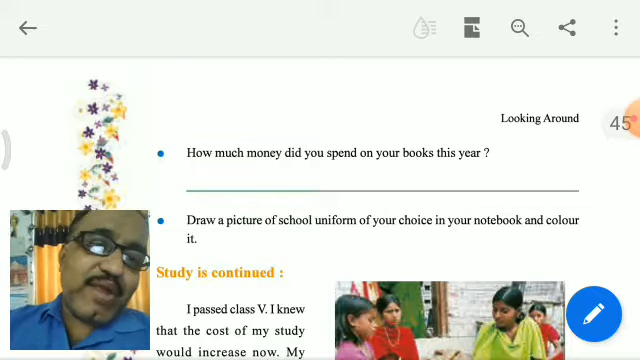 Looking Around
45
How much money did you spend on your books this year ?
Draw a picture of school uniform of your choice in your notebook and colour
it.
Study is continued :
I passed class V. I knew
that the cost of my study
would increase now. My